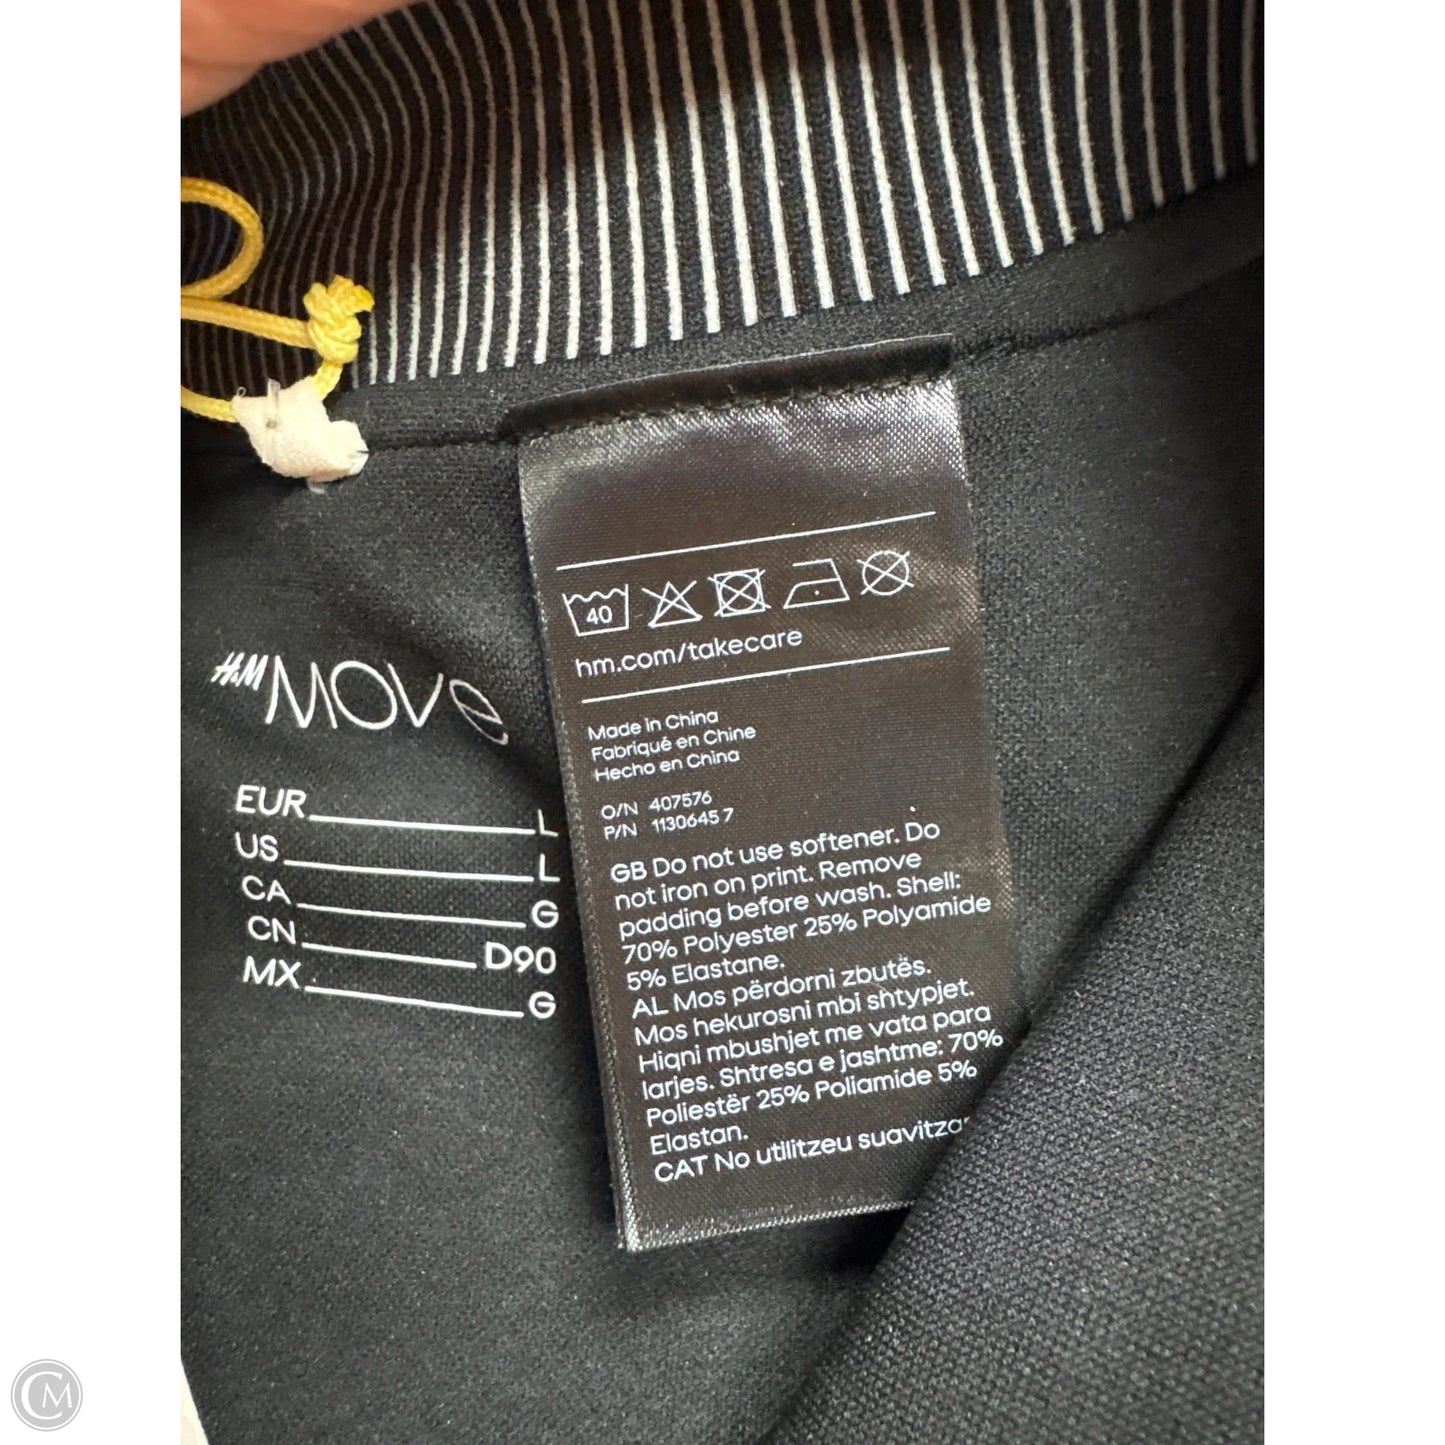 H&M MOVE
EUR L
US L
CA G
CN D90
MX G
40
hm.com/takecare
Made in China
Fabriqué en Chine
Hecho en China
O/N 407576
P/N 1130645 7
GB Do not use softener. Do
not iron on print. Remove
padding before wash. Shell:
70% Polyester 25% Polyamide
5% Elastane.
AL Mos përdorni zbutës.
Mos hekurosni mbi shtypjet.
Hiqni mbushjet me vata para
larjes. Shtresa e jashtme: 70%
Poliestër 25% Poliamide 5%
Elastan.
CAT No utilitzeu
CM